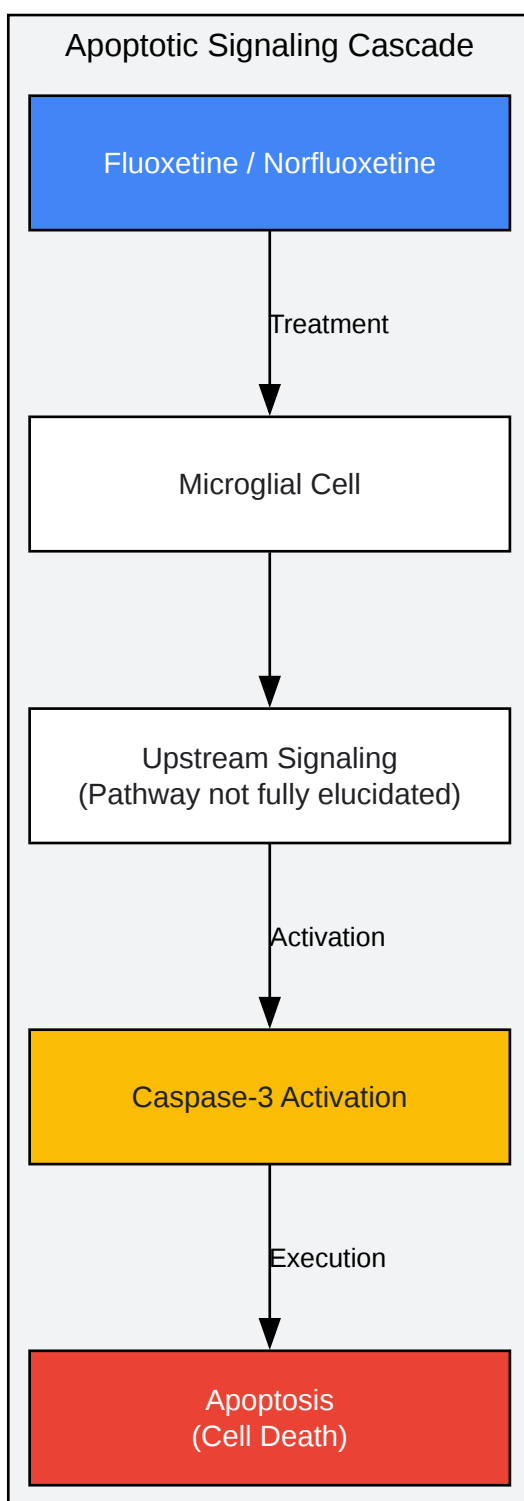 Apoptotic Signaling Cascade
Fluoxetine / Norfluoxetine
Treatment
Microglial Cell
Upstream Signaling
(Pathway not fully elucidated)
Activation
Caspase-3 Activation
Execution
Apoptosis
(Cell Death)